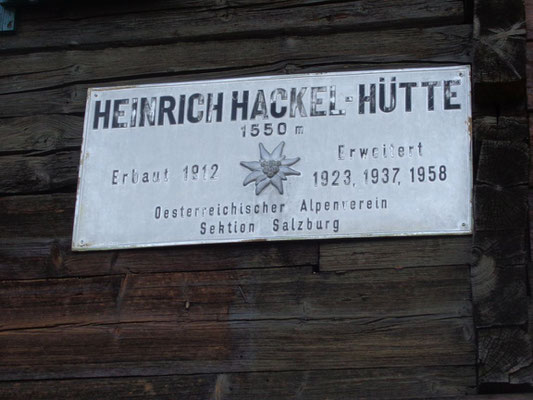 HEINRICH HACKEL-HÜTTE
1550 m
Erbaut 1912
Erweitert
1923, 1937, 1958
Oesterreichischer Alpenverein
Sektion Salzburg